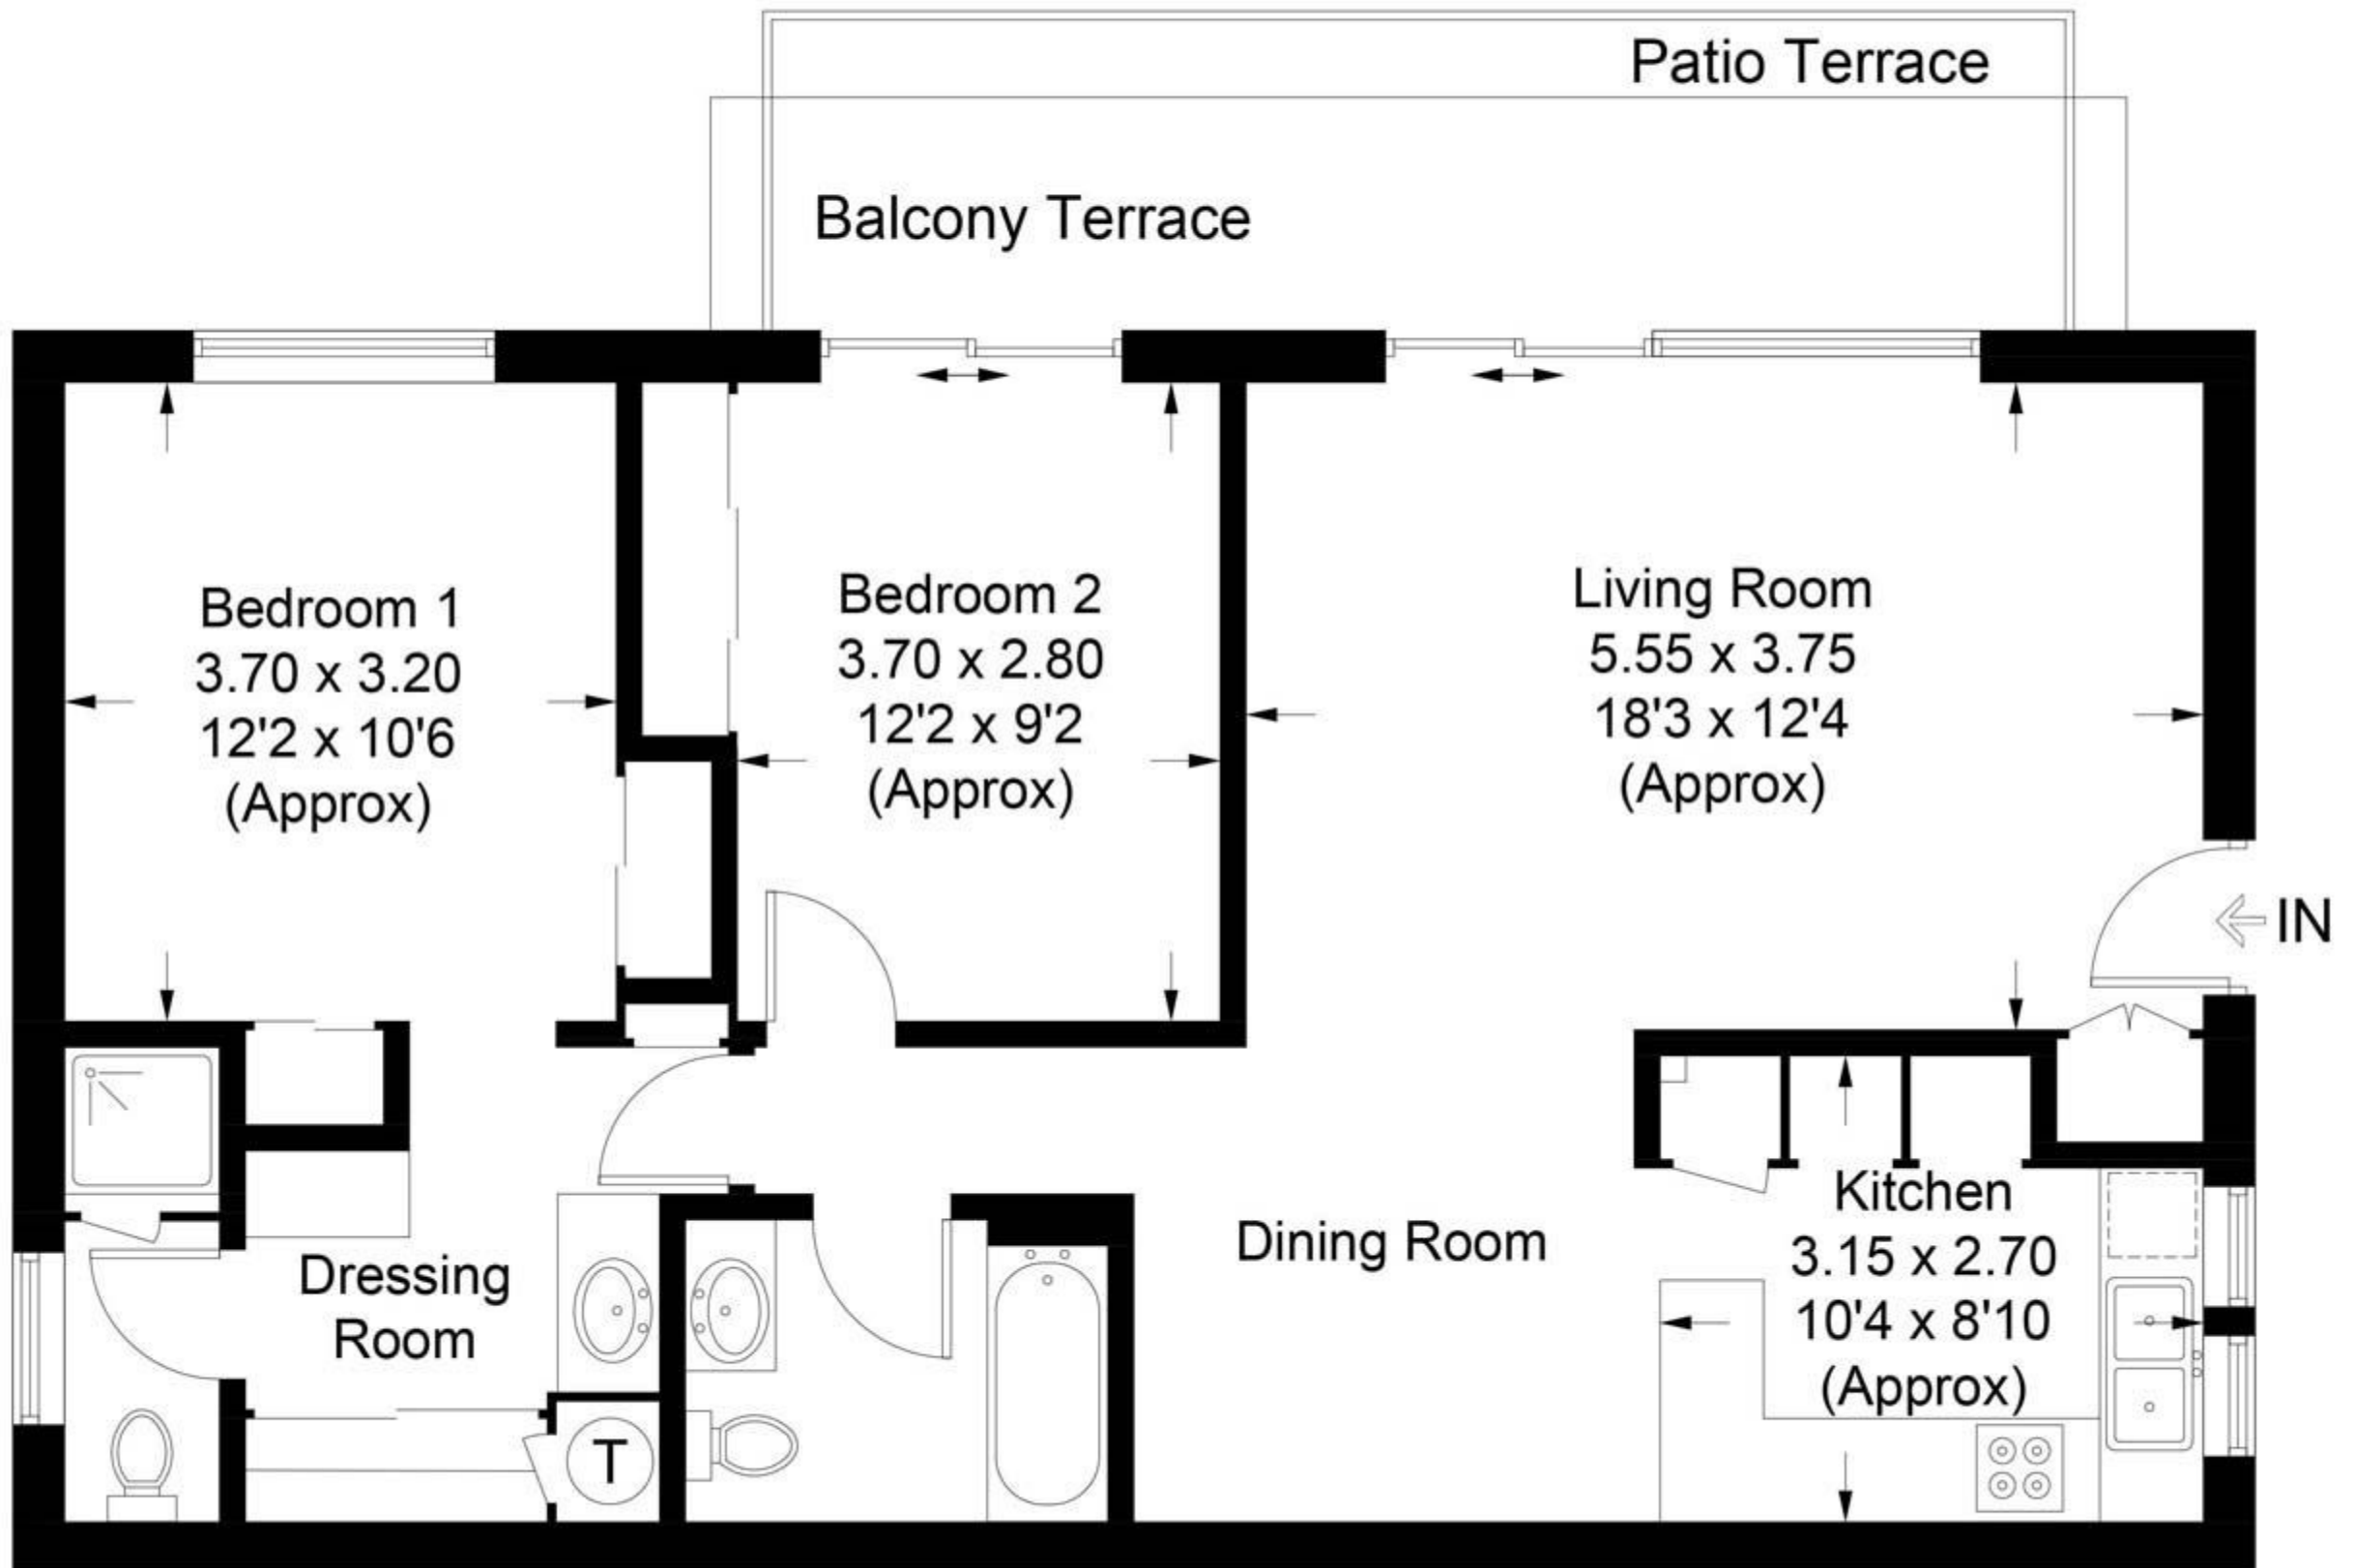 Patio Terrace
Balcony Terrace
Bedroom 1
3.70 x 3.20
12'2 x 10'6
(Approx)
Bedroom 2
3.70 x 2.80
12'2 x 9'2
(Approx)
Living Room
5.55 x 3.75
18'3 x 12'4
(Approx)
IN
Dressing
Room
T
Dining Room
Kitchen
3.15 x 2.70
10'4 x 8'10
(Approx)